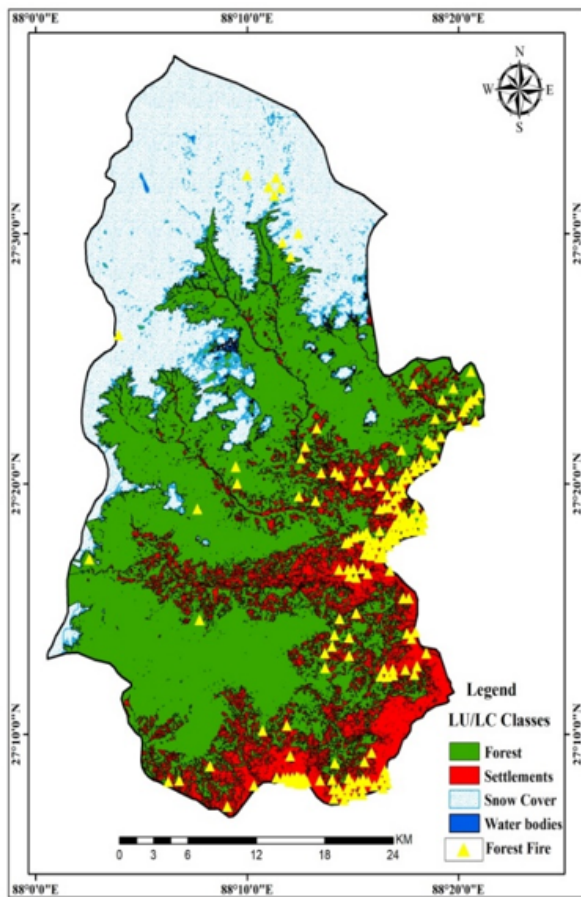 88°0'0"E
88°10'0"E
88°20'0"E
N
W
E
S
27°30'0"N
27°30'0"N
27°20'0"N
27°20'0"N
27°10'0"N
27°10'0"N
Legend
LU/LC Classes
Forest
Settlements
Snow Cover
Water bodies
Forest Fire
KM
0 3 6 12 18 24
88°0'0"E
88°10'0"E
88°20'0"E